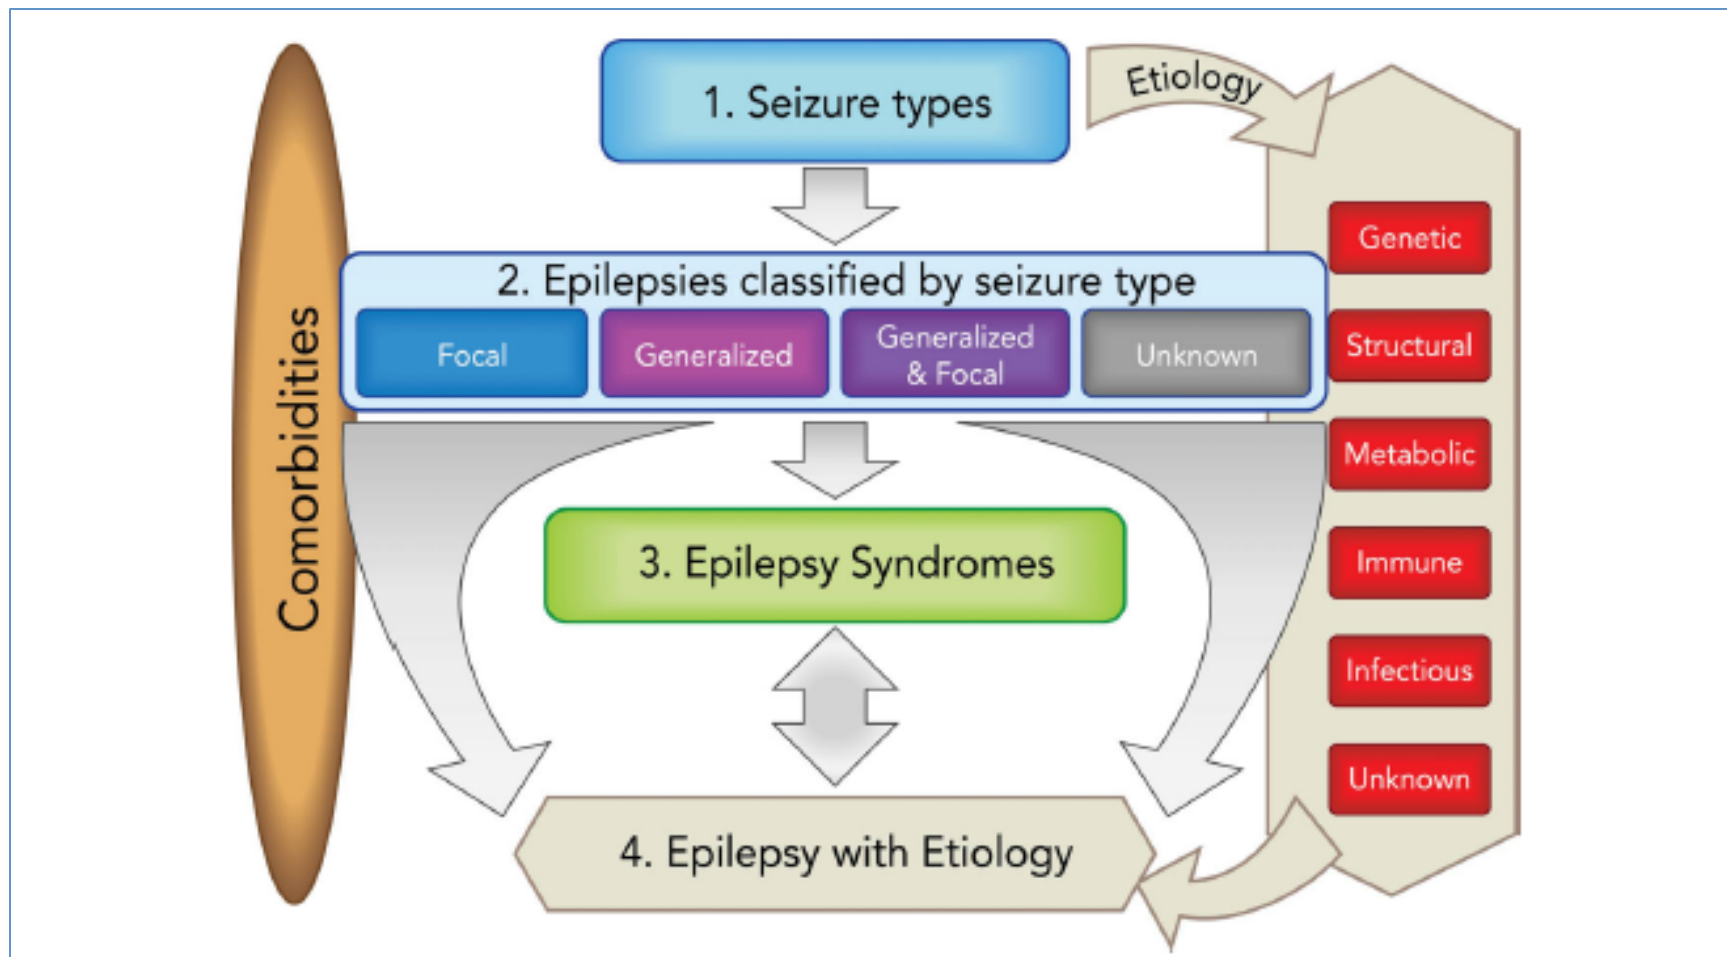 1. Seizure types
Etiology
Comorbidities
2. Epilepsies classified by seizure type
Focal
Generalized
Generalized
& Focal
Unknown
3. Epilepsy Syndromes
4. Epilepsy with Etiology
Genetic
Structural
Metabolic
Immune
Infectious
Unknown